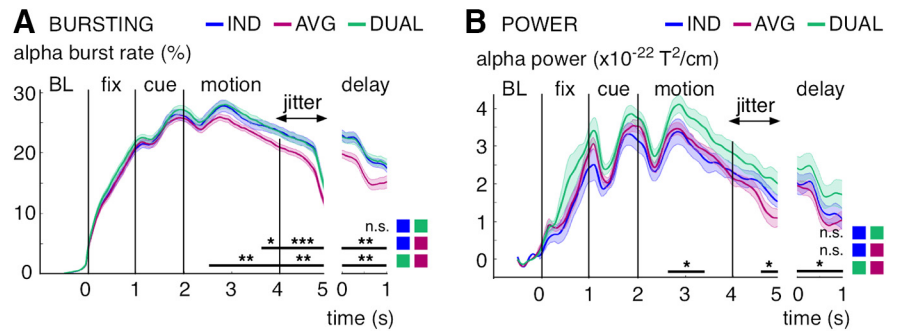 A BURSTING IND AVG DUAL
alpha burst rate (%)
BL fix cue motion jitter delay
30
20
10
0
n.s.
* ***
**
** **
**
0 1 2 3 4 5 0 1
time (s)
B POWER IND AVG DUAL
alpha power (x10-22 T2/cm)
BL fix cue motion jitter delay
4
3
2
1
0
n.s.
n.s.
* * *
0 1 2 3 4 5 0 1
time (s)